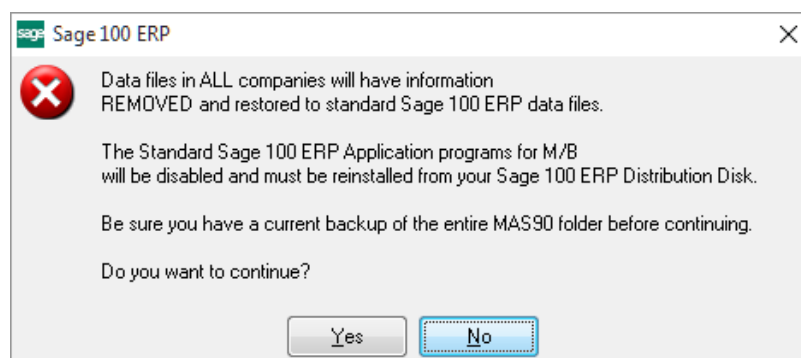 sage Sage 100 ERP
Data files in ALL companies will have information
REMOVED and restored to standard Sage 100 ERP data files.
The Standard Sage 100 ERP Application programs for M/B
will be disabled and must be reinstalled from your Sage 100 ERP Distribution Disk.
Be sure you have a current backup of the entire MAS90 folder before continuing.
Do you want to continue?
Yes No